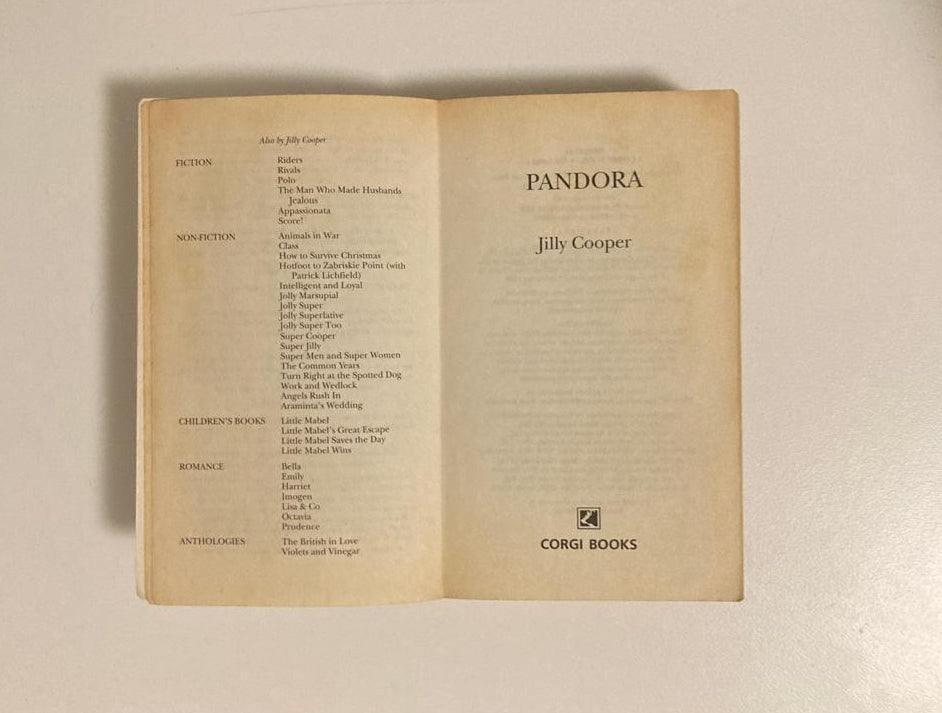 Also by Jilly Cooper
FICTION Riders
Rivals
Polo
The Man Who Made Husbands
Jealous
Appassionata
Score!
NON-FICTION Animals in War
Class
How to Survive Christmas
Hotfoot to Zabriskie Point (with
Patrick Lichfield)
Intelligent and Loyal
Jolly Marsupial
Jolly Super
Jolly Superlative
Jolly Super Too
Super Cooper
Super Jilly
Super Men and Super Women
The Common Years
Turn Right at the Spotted Dog
Work and Wedlock
Angels Rush In
Araminta's Wedding
CHILDREN'S BOOKS Little Mabel
Little Mabel's Great Escape
Little Mabel Saves the Day
Little Mabel Wins
ROMANCE Bella
Emily
Harriet
Imogen
Lisa & Co
Octavia
Prudence
ANTHOLOGIES The British in Love
Violets and Vinegar
PANDORA
Jilly Cooper
CORGI BOOKS